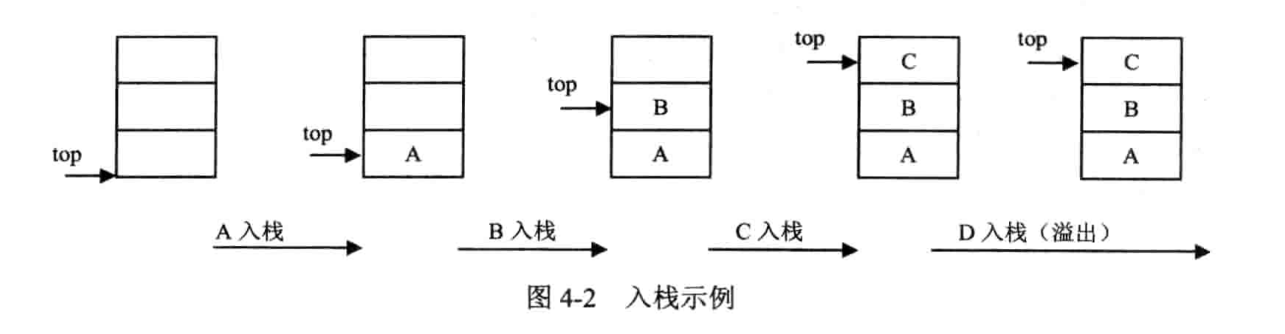 top top top top top
C C
B B B
A A A A
A 入栈 B 入栈 C 入栈 D 入栈（溢出）
图 4-2 入栈示例